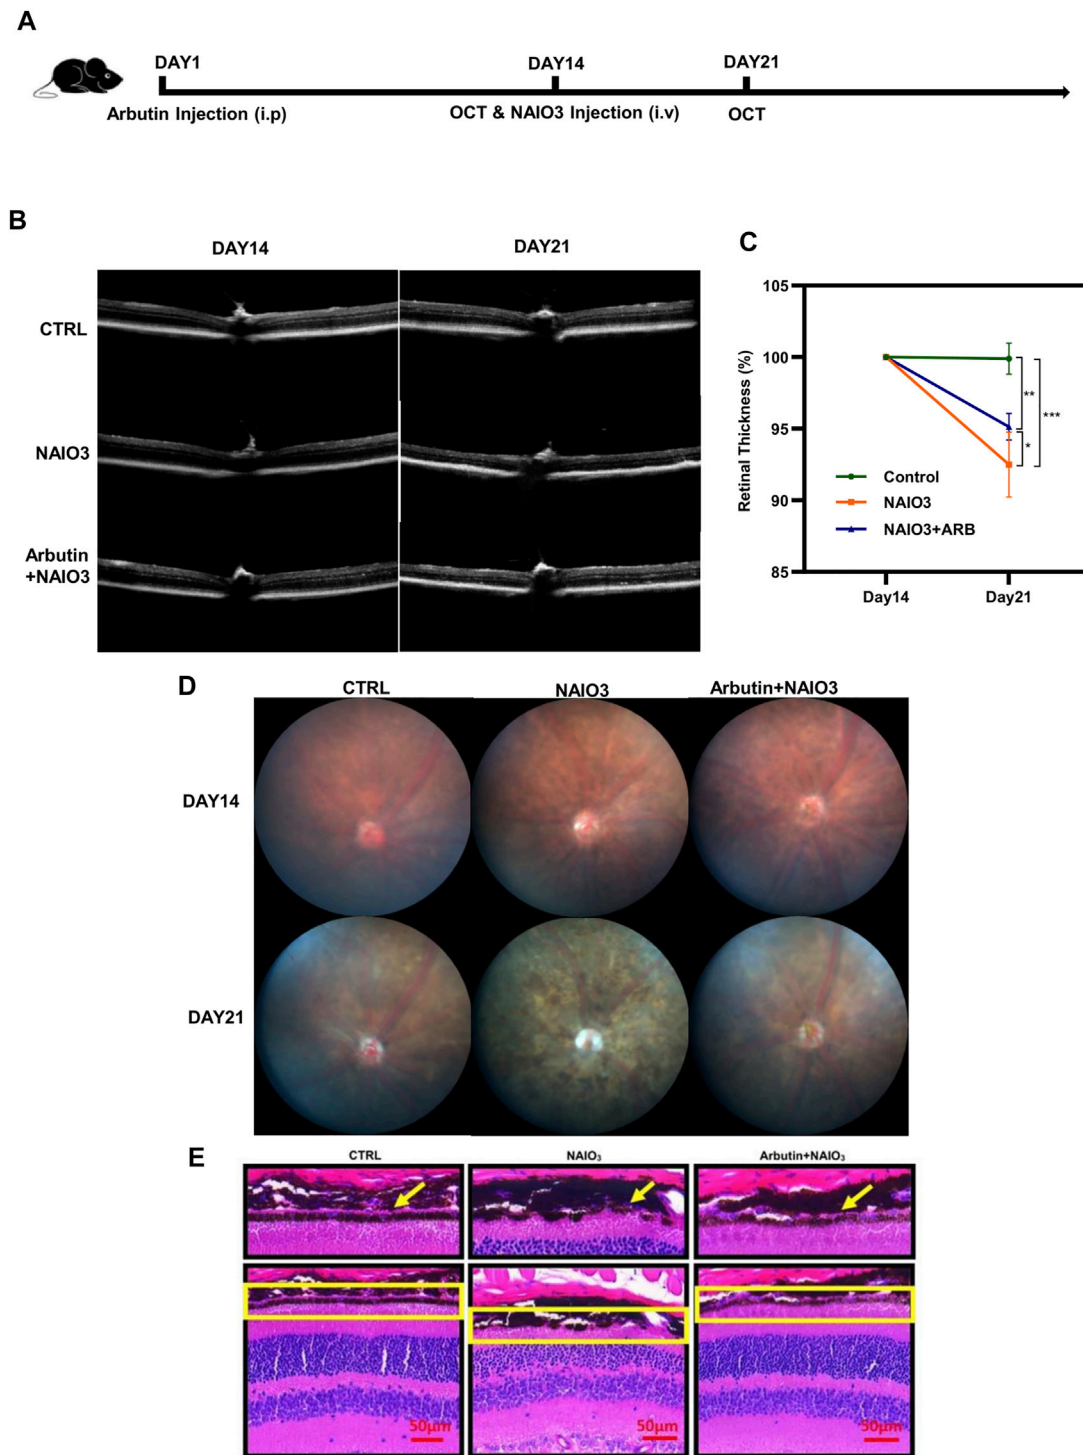 A
DAY1 DAY14 DAY21
Arbutin Injection (i.p) OCT & NAIO3 Injection (i.v) OCT
B
DAY14 DAY21
CTRL
NAIO3
Arbutin
+NAIO3
C
105
100
95
90
85
Retinal Thickness (%)
**
***
*
Control
NAIO3
NAIO3+ARB
Day14 Day21
D
CTRL NAIO3 Arbutin+NAIO3
DAY14
DAY21
E
CTRL NAIO₃ Arbutin+NAIO₃
50μm 50μm 50μm